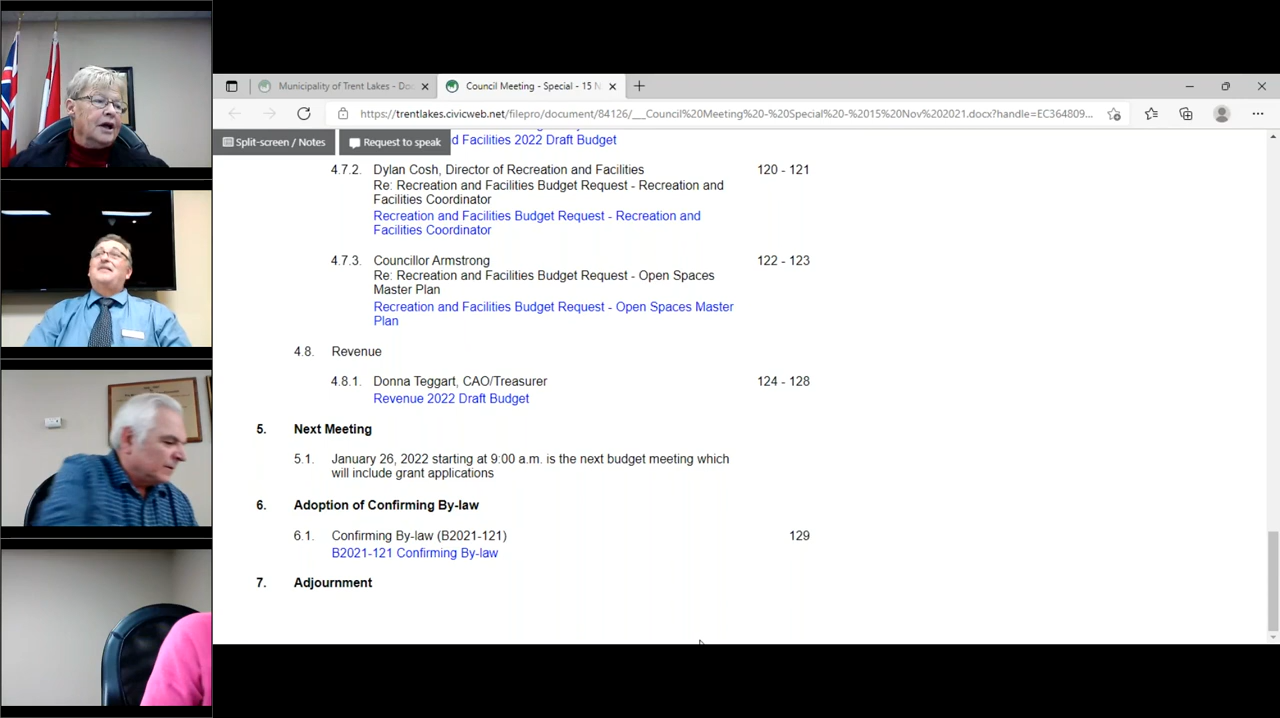 Municipality of Trent Lakes - Doc
Council Meeting - Special - 15 N
https://trentlakes.civicweb.net/filepro/document/84126/__Council%20Meeting%20-%20Special%20-%2015%20Nov%202021.docx?handle=EC364809...
Split-screen / Notes
Request to speak
d Facilities 2022 Draft Budget
4.7.2. Dylan Cosh, Director of Recreation and Facilities 120 - 121
Re: Recreation and Facilities Budget Request - Recreation and
Facilities Coordinator
Recreation and Facilities Budget Request - Recreation and
Facilities Coordinator
4.7.3. Councillor Armstrong 122 - 123
Re: Recreation and Facilities Budget Request - Open Spaces
Master Plan
Recreation and Facilities Budget Request - Open Spaces Master
Plan
4.8. Revenue
4.8.1. Donna Teggart, CAO/Treasurer 124 - 128
Revenue 2022 Draft Budget
5. Next Meeting
5.1. January 26, 2022 starting at 9:00 a.m. is the next budget meeting which
will include grant applications
6. Adoption of Confirming By-law
6.1. Confirming By-law (B2021-121) 129
B2021-121 Confirming By-law
7. Adjournment